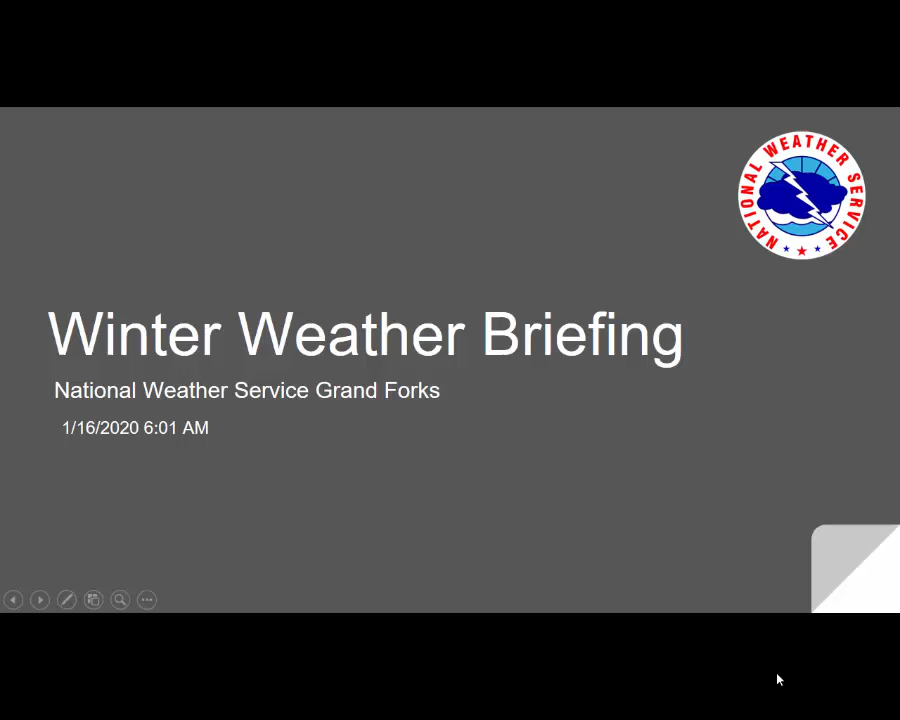 NATIONAL WEATHER SERVICE
Winter Weather Briefing
National Weather Service Grand Forks
1/16/2020 6:01 AM